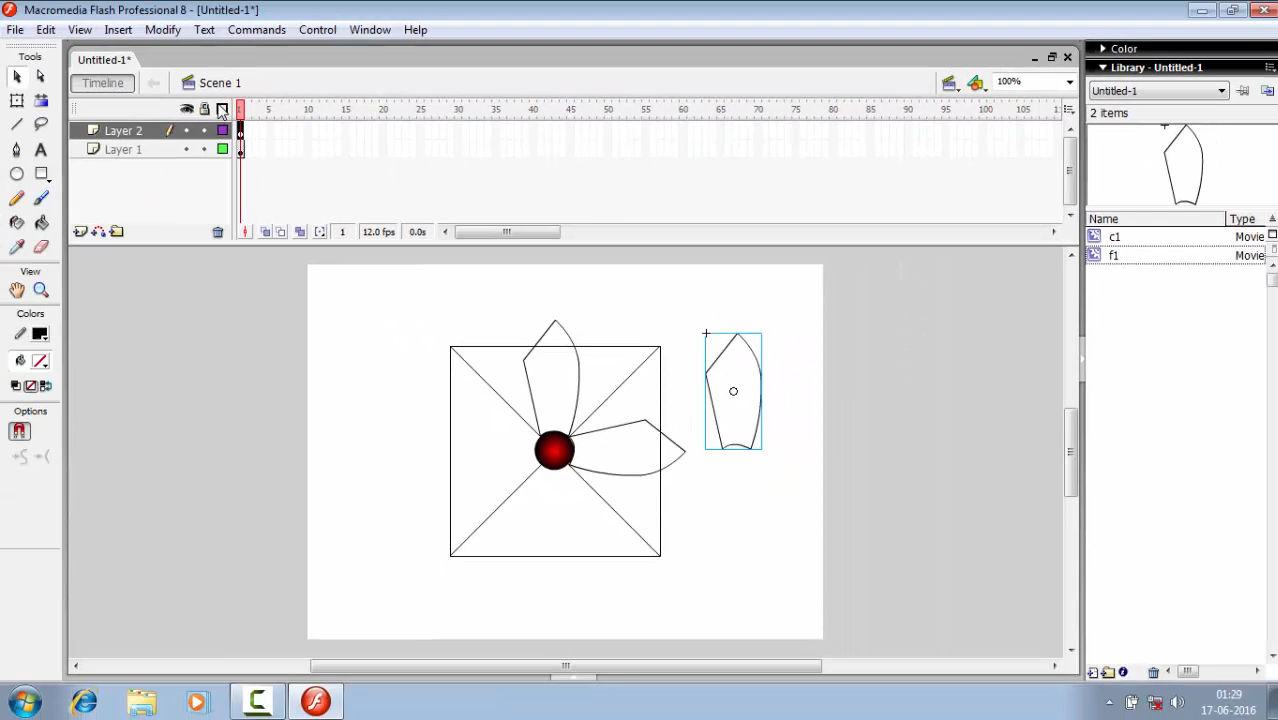 Macromedia Flash Professional 8 - [Untitled-1*]
File Edit View Insert Modify Text Commands Control Window Help
Tools
Untitled-1*
Timeline
Scene 1
100%
5 10 15 20 25 30 35 40 45 50 55 60 65 70 75 80 85 90 95 100 105
Layer 2
Layer 1
1 12.0 fps 0.0s
A
View
Colors
Options
Color
Library - Untitled-1
Untitled-1
2 items
Name Type
c1 Movie
f1 Movie
01:29
17-06-2016